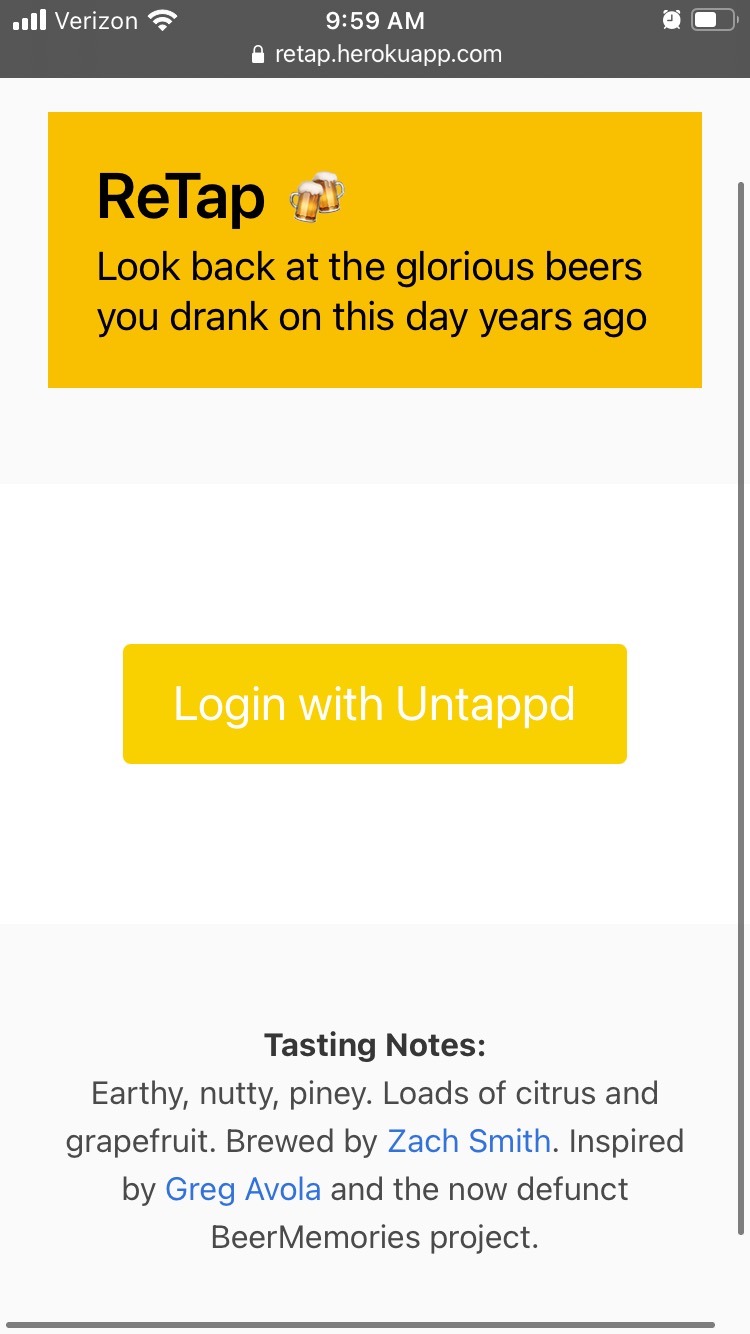 Verizon 9:59 AM
retap.herokuapp.com
ReTap 🍻
Look back at the glorious beers
you drank on this day years ago
Login with Untappd
Tasting Notes:
Earthy, nutty, piney. Loads of citrus and
grapefruit. Brewed by Zach Smith. Inspired
by Greg Avola and the now defunct
BeerMemories project.